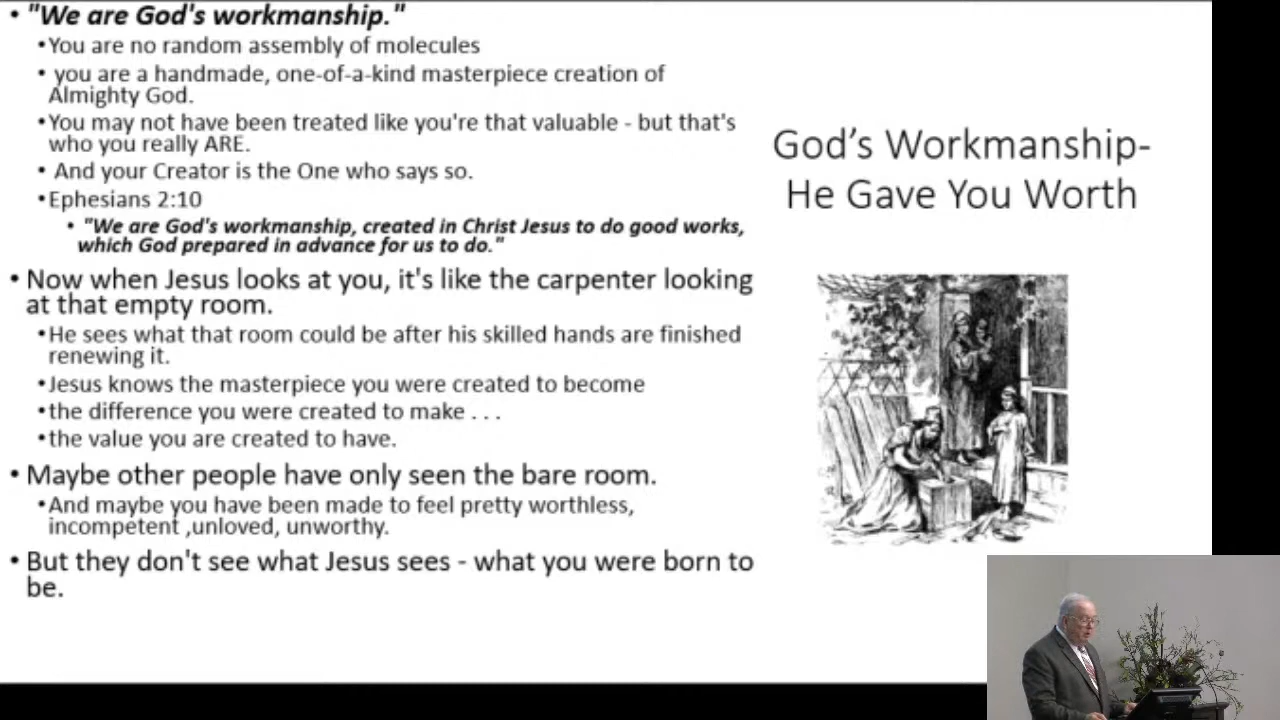 • "We are God's workmanship."
•You are no random assembly of molecules
• you are a handmade, one-of-a-kind masterpiece creation of
Almighty God.
•You may not have been treated like you're that valuable - but that's
who you really ARE.
• And your Creator is the One who says so.
•Ephesians 2:10
• "We are God's workmanship, created in Christ Jesus to do good works,
which God prepared in advance for us to do."
• Now when Jesus looks at you, it's like the carpenter looking
at that empty room.
•He sees what that room could be after his skilled hands are finished
renewing it.
•Jesus knows the masterpiece you were created to become
•the difference you were created to make . . .
•the value you are created to have.
• Maybe other people have only seen the bare room.
•And maybe you have been made to feel pretty worthless,
incompetent ,unloved, unworthy.
• But they don't see what Jesus sees - what you were born to
be.
God’s Workmanship-
He Gave You Worth